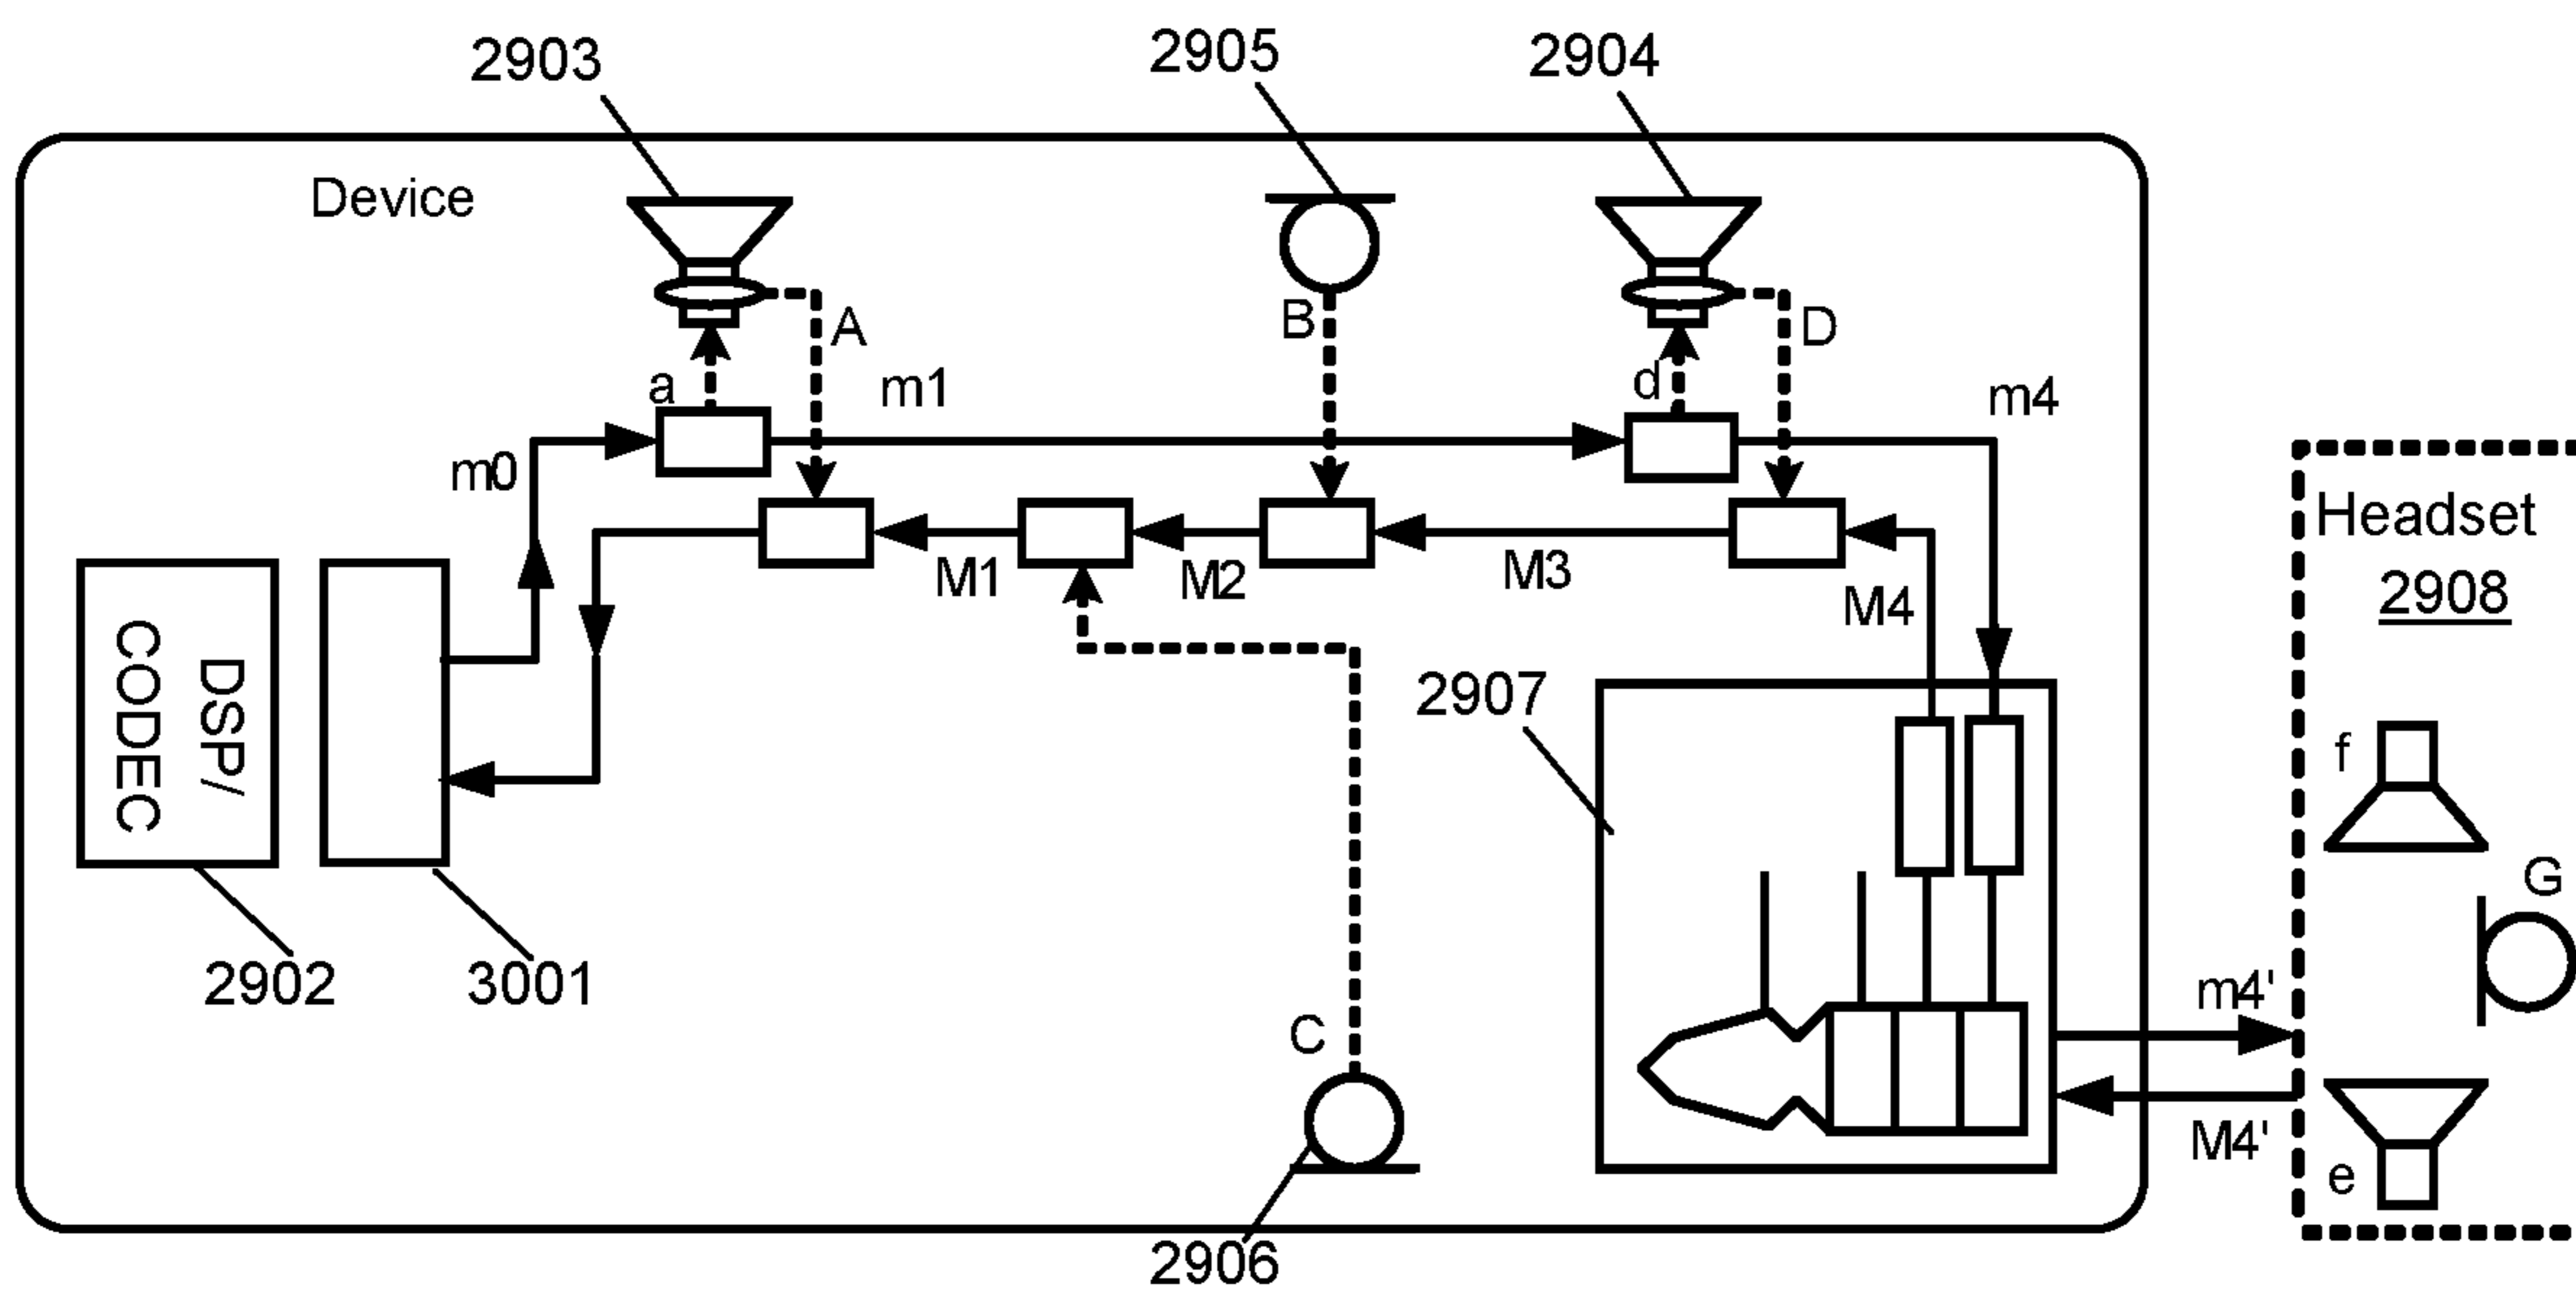 2903
2905
2904
Device
A
B
D
a
m1
d
m4
m0
Headset
2908
M1
M2
M3
M4
DSP/
CODEC
2907
f
G
2902
3001
C
m4'
M4'
e
2906